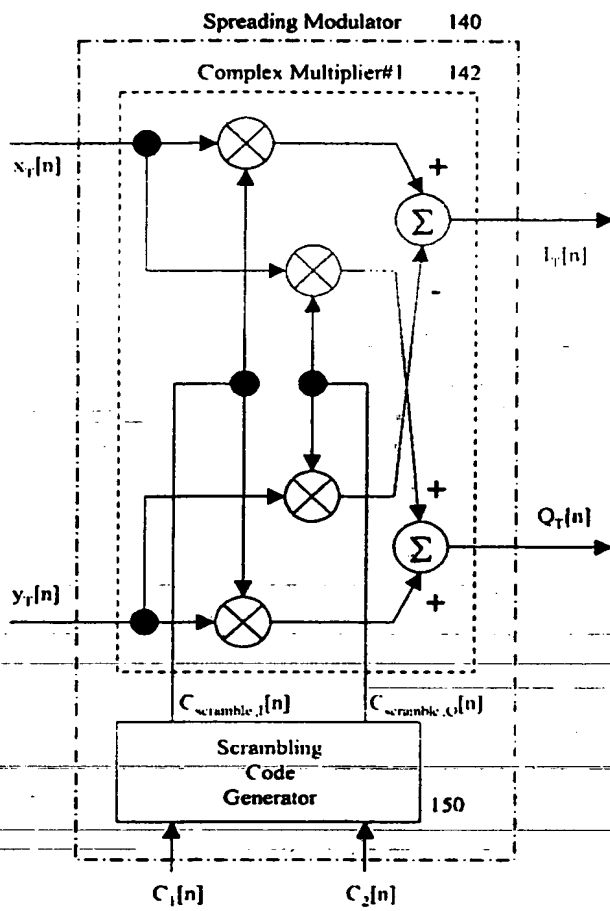 Spreading Modulator 140
Complex Multiplier#1 142
x_T[n]
+
Σ
I_T[n]
-
+
Σ
Q_T[n]
y_T[n]
+
C_scramble,I[n]
C_scramble,Q[n]
Scrambling
Code
Generator
150
C_1[n]
C_2[n]